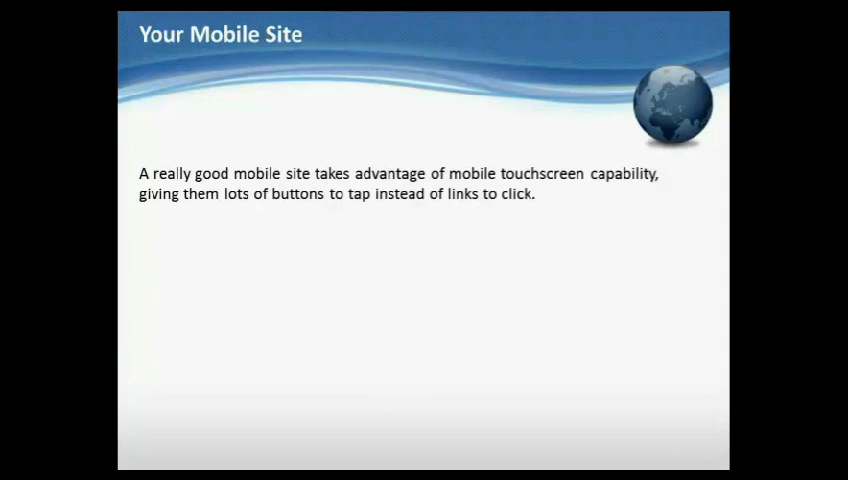 Your Mobile Site
A really good mobile site takes advantage of mobile touchscreen capability,
giving them lots of buttons to tap instead of links to click.